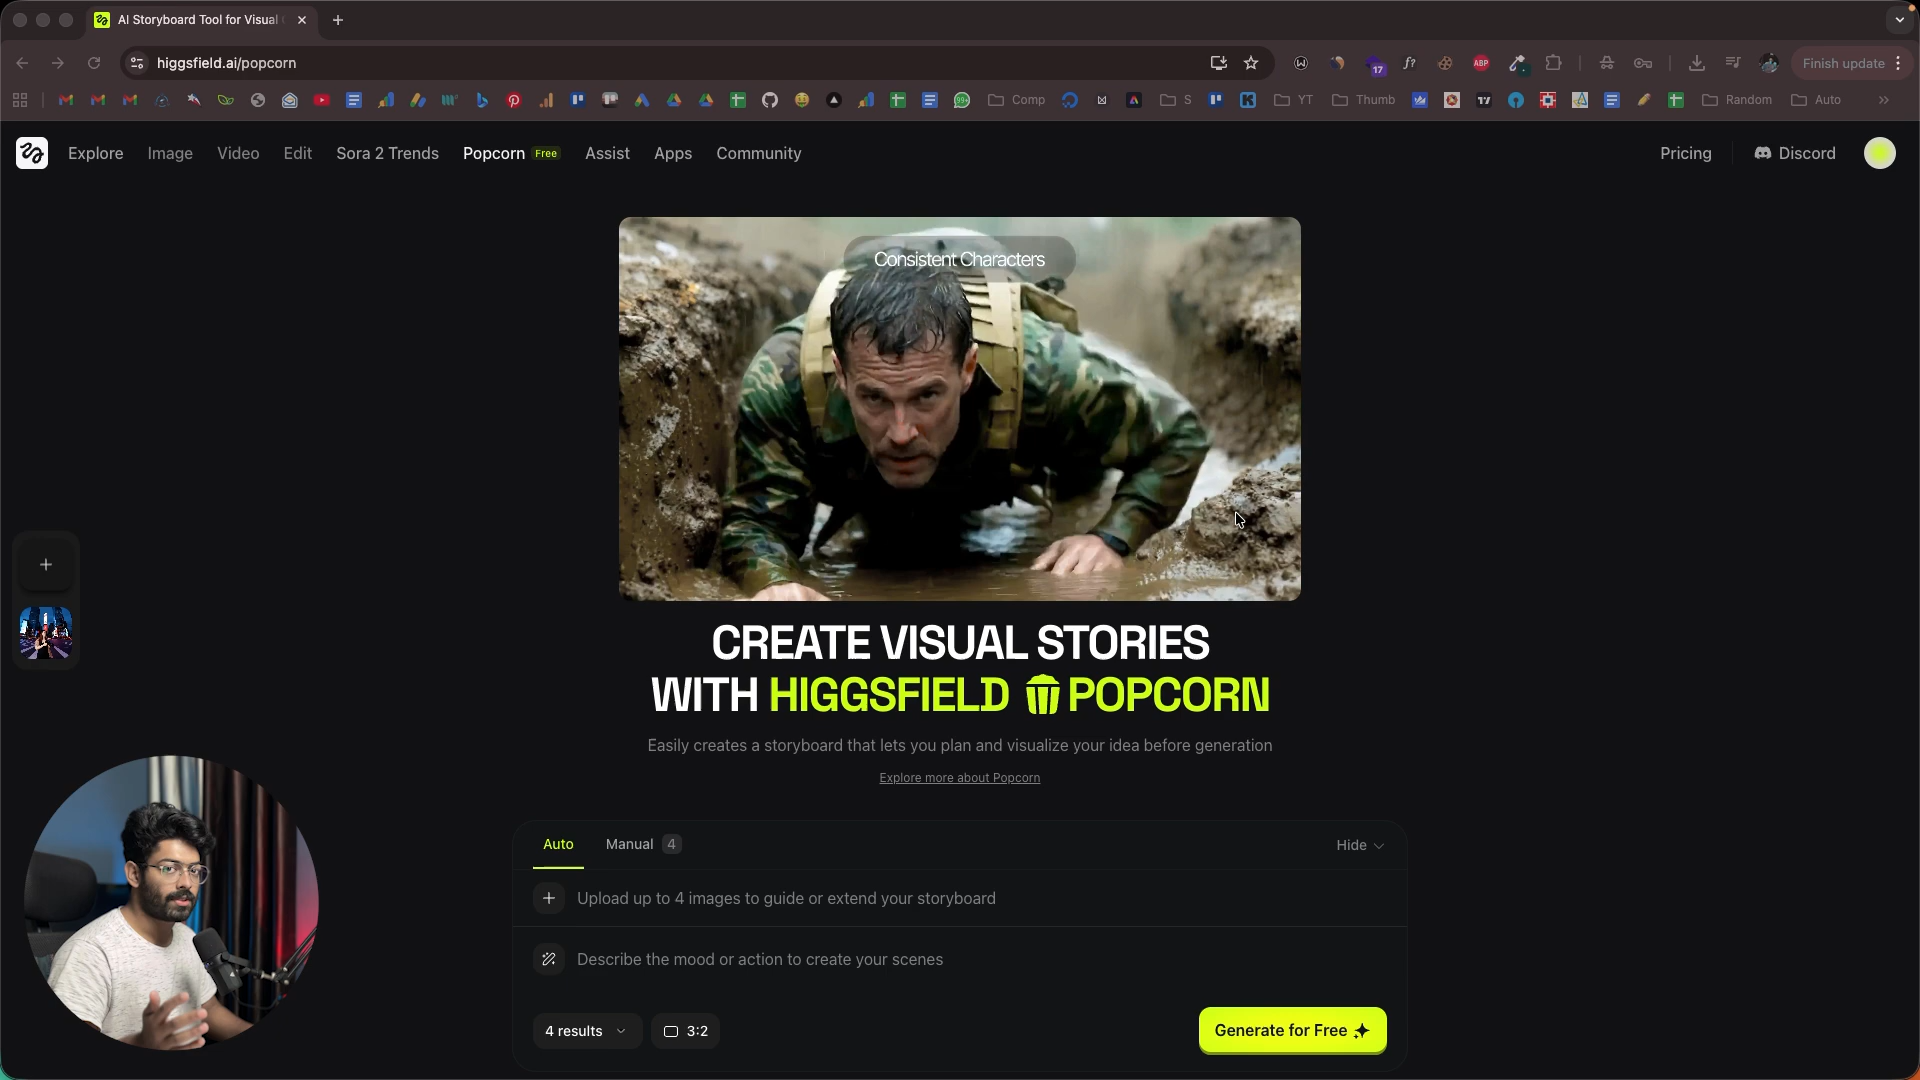 AI Storyboard Tool for Visual
higgsfield.ai/popcorn
17
f?
ABP
Finish update
99+
Comp
S
YT
Thumb
Random
Auto
Explore
Image
Video
Edit
Sora 2 Trends
Popcorn Free
Assist
Apps
Community
Pricing
Discord
Consistent Characters
CREATE VISUAL STORIES
WITH HIGGSFIELD POPCORN
Easily creates a storyboard that lets you plan and visualize your idea before generation
Explore more about Popcorn
Auto
Manual 4
Hide
Upload up to 4 images to guide or extend your storyboard
Describe the mood or action to create your scenes
4 results
3:2
Generate for Free